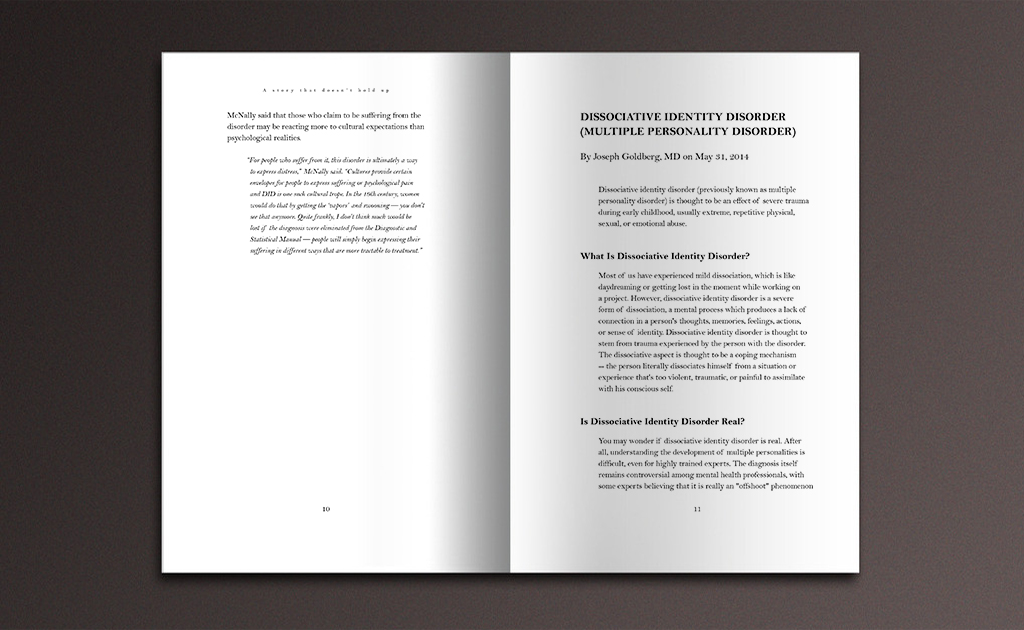 A story that doesn't hold up
McNally said that those who claim to be suffering from the
disorder may be reacting more to cultural expectations than
psychological realities.
"For people who suffer from it, this disorder is ultimately a way
to express distress," McNally said. "Cultures provide certain
envelopes for people to express suffering or psychological pain
and DID is one such cultural trope. In the 19th century, women
would do that by getting the 'vapors' and swooning — you don't
see that anymore. Quite frankly, I don't think much would be
lost if the diagnosis were eliminated from the Diagnostic and
Statistical Manual — people will simply begin expressing their
suffering in different ways that are more tractable to treatment."
10
DISSOCIATIVE IDENTITY DISORDER
(MULTIPLE PERSONALITY DISORDER)
By Joseph Goldberg, MD on May 31, 2014
Dissociative identity disorder (previously known as multiple
personality disorder) is thought to be an effect of severe trauma
during early childhood, usually extreme, repetitive physical,
sexual, or emotional abuse.
What Is Dissociative Identity Disorder?
Most of us have experienced mild dissociation, which is like
daydreaming or getting lost in the moment while working on
a project. However, dissociative identity disorder is a severe
form of dissociation, a mental process which produces a lack of
connection in a person's thoughts, memories, feelings, actions,
or sense of identity. Dissociative identity disorder is thought to
stem from trauma experienced by the person with the disorder.
The dissociative aspect is thought to be a coping mechanism
-- the person literally dissociates himself from a situation or
experience that's too violent, traumatic, or painful to assimilate
with his conscious self.
Is Dissociative Identity Disorder Real?
You may wonder if dissociative identity disorder is real. After
all, understanding the development of multiple personalities is
difficult, even for highly trained experts. The diagnosis itself
remains controversial among mental health professionals, with
some experts believing that it is really an "offshoot" phenomenon
11